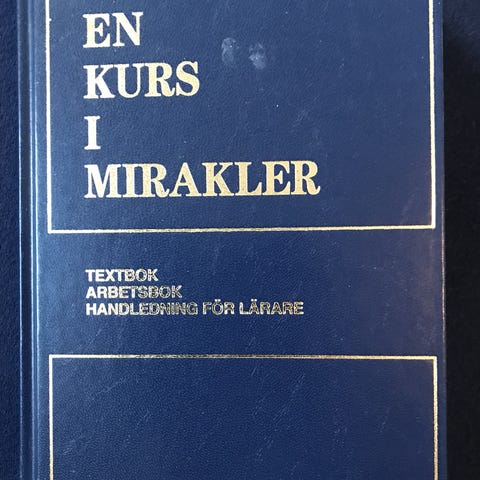 EN
KURS
I
MIRAKLER
TEXTBOK
ARBETSBOK
HANDLEDNING FÖR LÄRARE